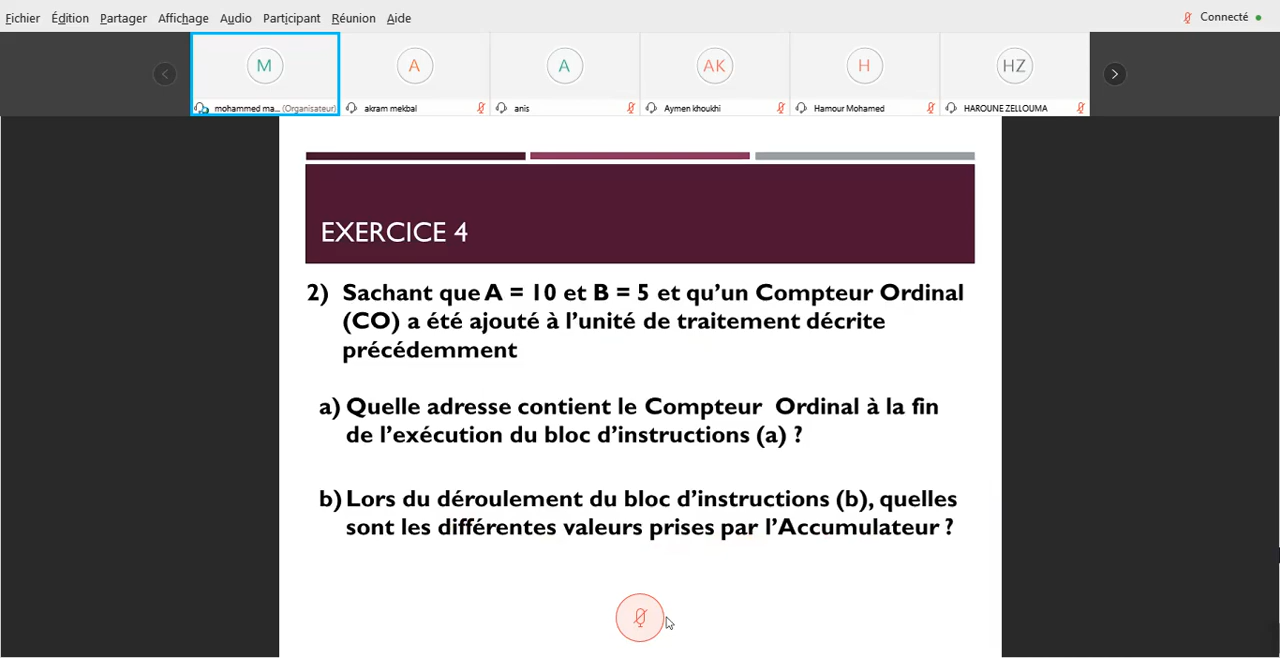 Fichier Édition Partager Affichage Audio Participant Réunion Aide Connecté
M A A AK H HZ
mohammed ma... (Organisateur) akram mekbal anis Aymen khoukhi Hamour Mohamed HAROUNE ZELLOUMA
EXERCICE 4
2) Sachant que A = 10 et B = 5 et qu’un Compteur Ordinal
(CO) a été ajouté à l’unité de traitement décrite
précédemment
a) Quelle adresse contient le Compteur Ordinal à la fin
de l’exécution du bloc d’instructions (a) ?
b) Lors du déroulement du bloc d’instructions (b), quelles
sont les différentes valeurs prises par l’Accumulateur ?